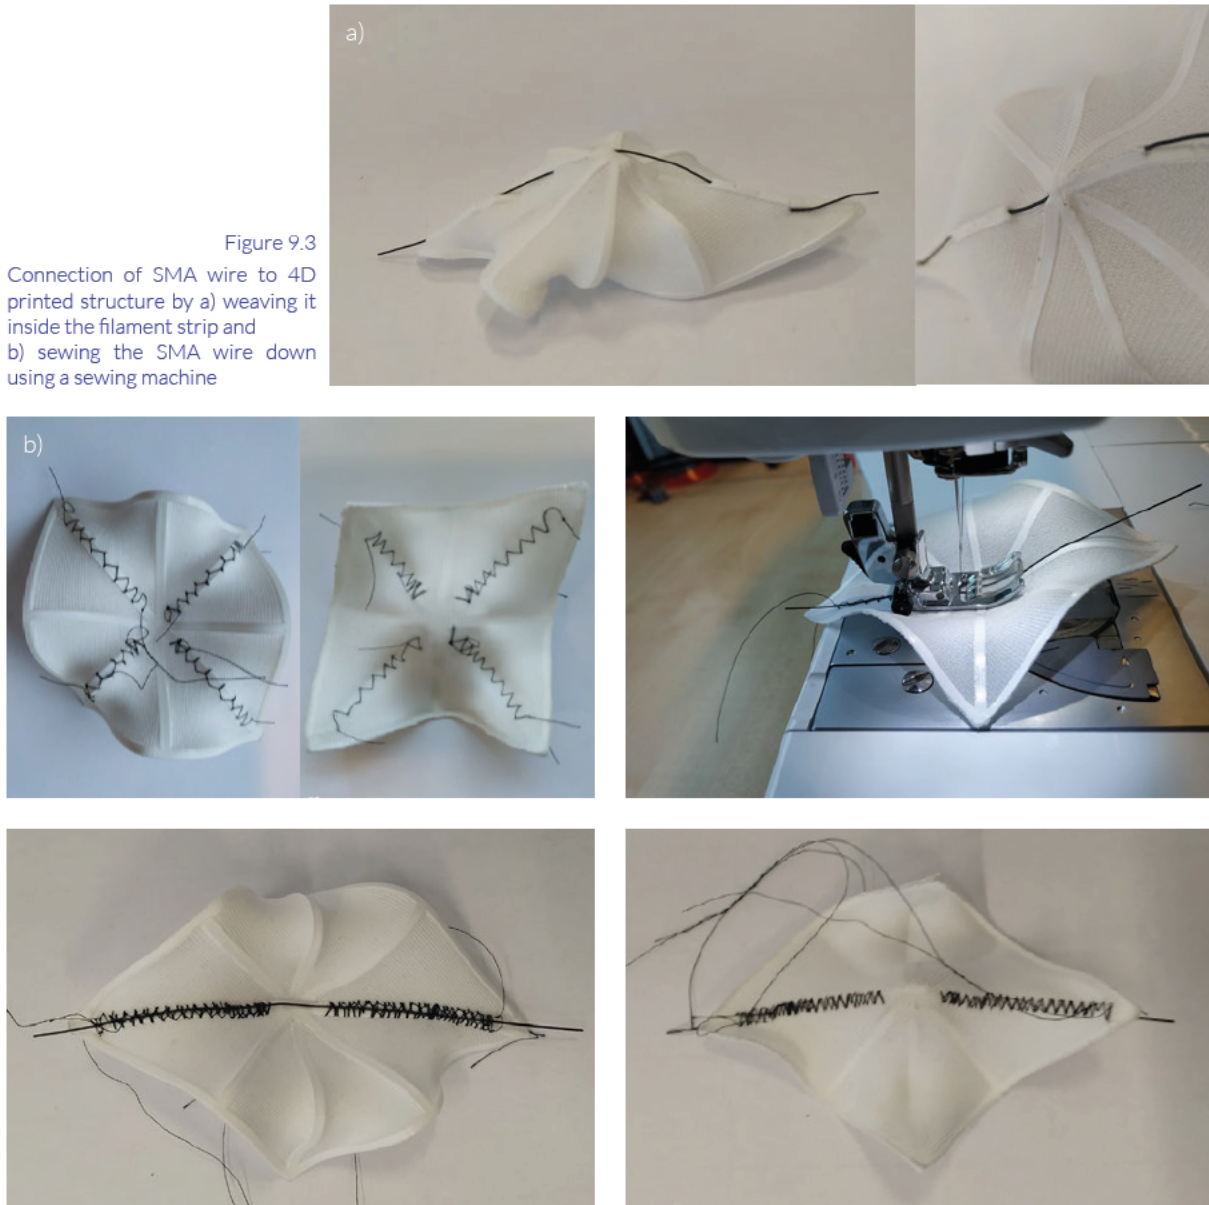 a)
Figure 9.3
Connection of SMA wire to 4D
printed structure by a) weaving it
inside the filament strip and
b) sewing the SMA wire down
using a sewing machine
b)